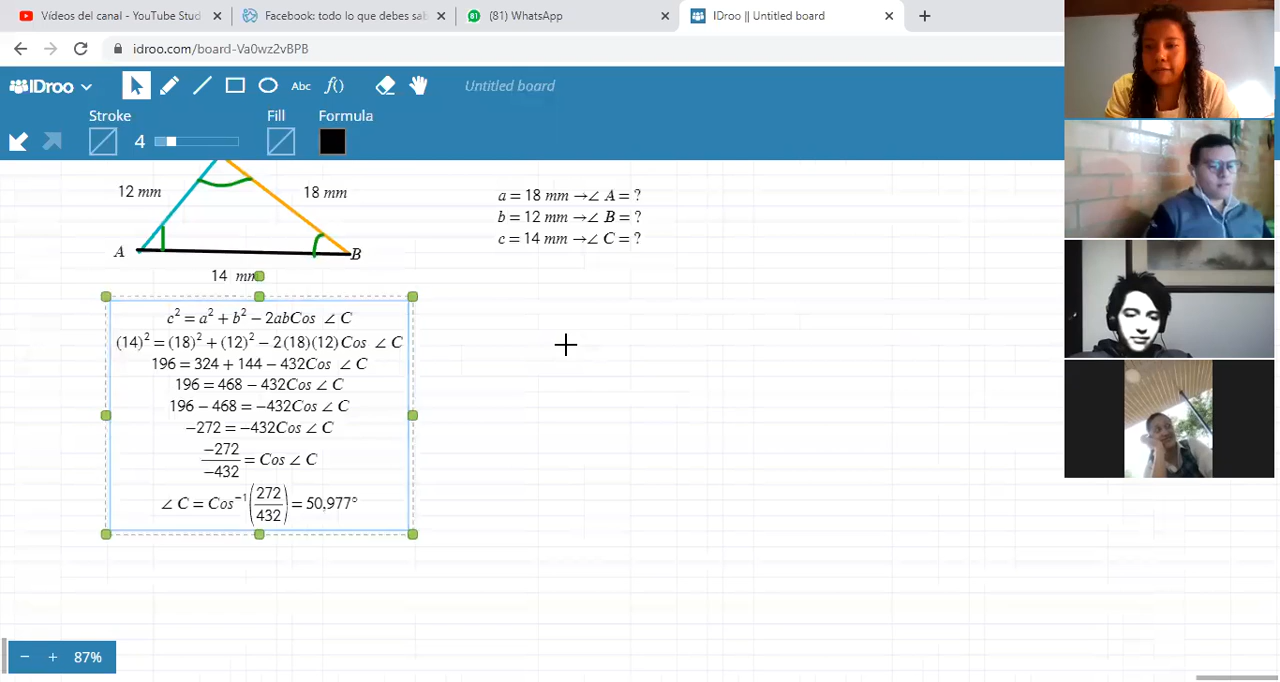 Vídeos del canal - YouTube Stud
Facebook: todo lo que debes sab
(81) WhatsApp
IDroo || Untitled board
idroo.com/board-Va0wz2vBPB
IDroo
Abc
f()
Untitled board
Stroke
Fill
Formula
4
12 mm
18 mm
A
B
14 mm
a = 18 mm →∠ A = ?
b = 12 mm →∠ B = ?
c = 14 mm →∠ C = ?
c² = a² + b² − 2abCos ∠ C
(14)² = (18)² + (12)² − 2(18)(12)Cos ∠ C
196 = 324 + 144 − 432Cos ∠ C
196 = 468 − 432Cos ∠ C
196 − 468 = −432Cos ∠ C
−272 = −432Cos ∠ C
−272/−432 = Cos ∠ C
∠ C = Cos⁻¹(272/432) = 50,977°
− + 87%